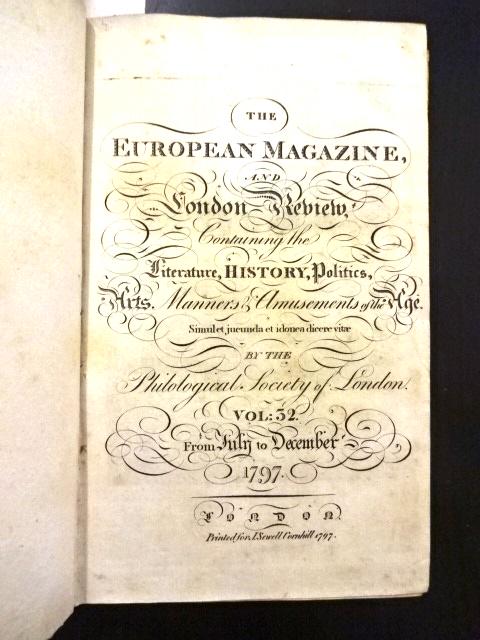 THE
EUROPEAN MAGAZINE,
AND
London Review,
Containing the
Literature, HISTORY, Politics,
Arts. Manners & Amusements of the Age.
Simul et jucunda et idonea dicere vitæ
BY THE
Philological Society of London.
VOL: 32.
From July to December
1797.
LONDON.
Printed for I. Sewell Cornhill 1797.